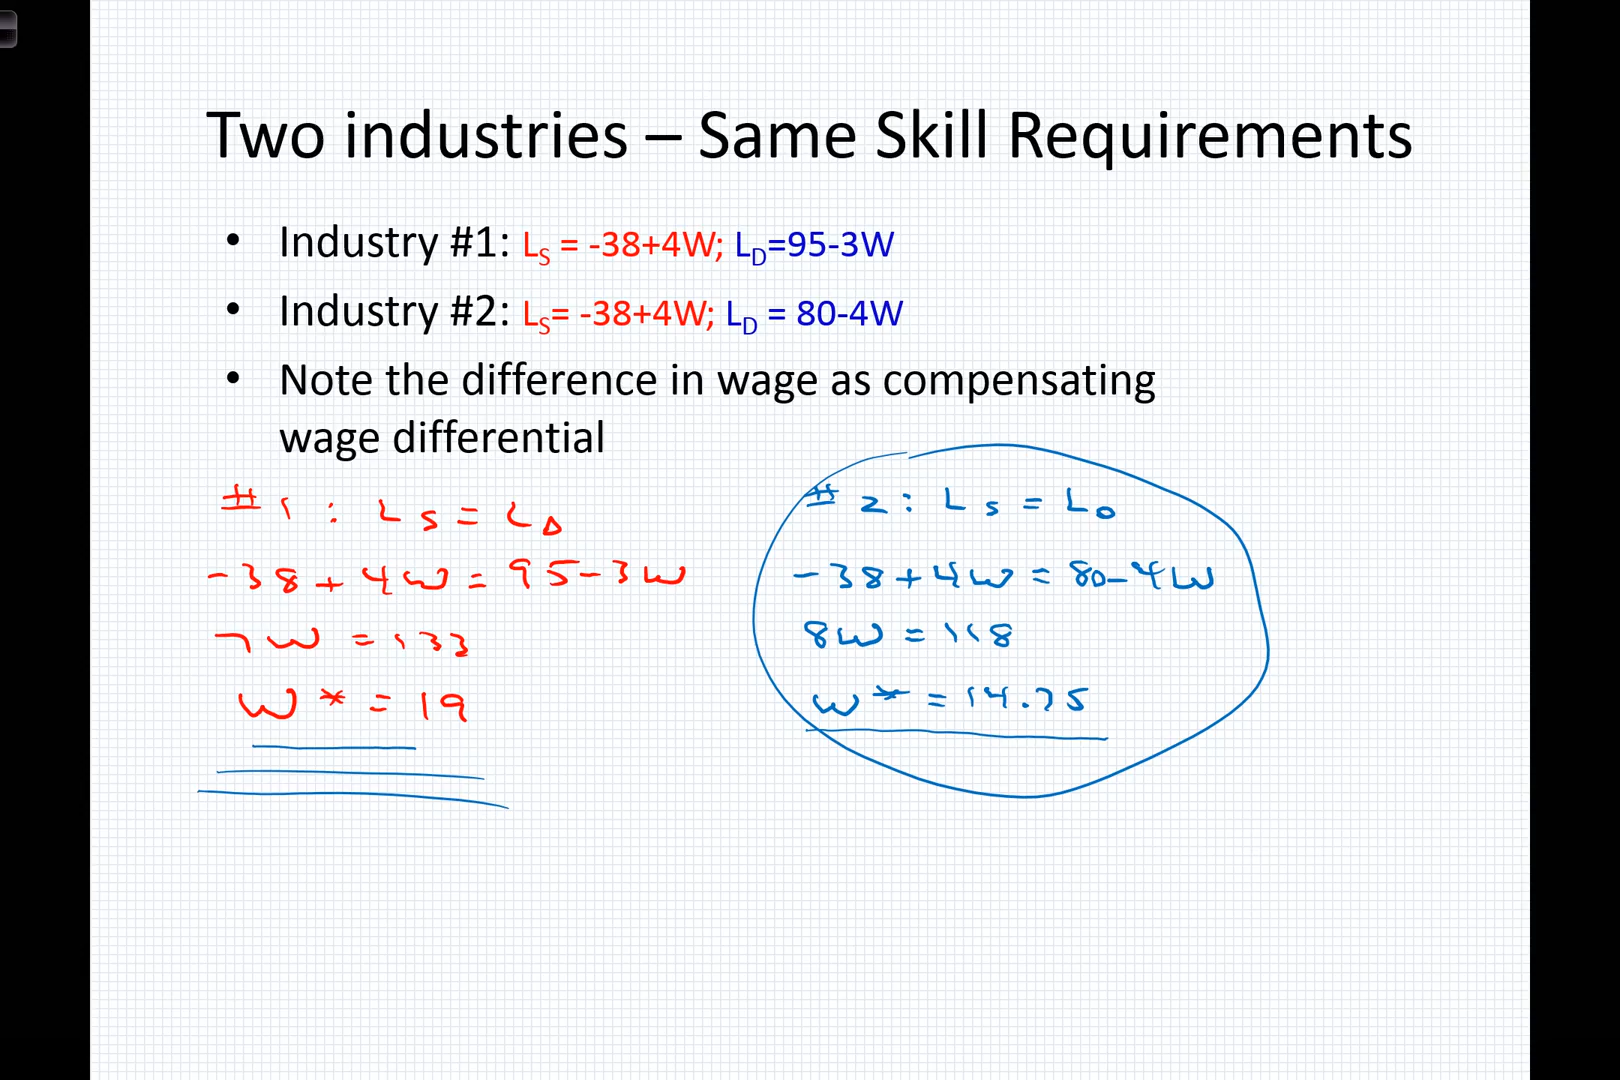 Two industries – Same Skill Requirements
• Industry #1: LS = -38+4W; LD=95-3W
• Industry #2: LS= -38+4W; LD = 80-4W
• Note the difference in wage as compensating
wage differential
#1 : LS = LD
-38 + 4W = 95-3W
7W = 133
W* = 19
#2 : LS = LD
-38+4W = 80-4W
8W = 118
W* = 14.75